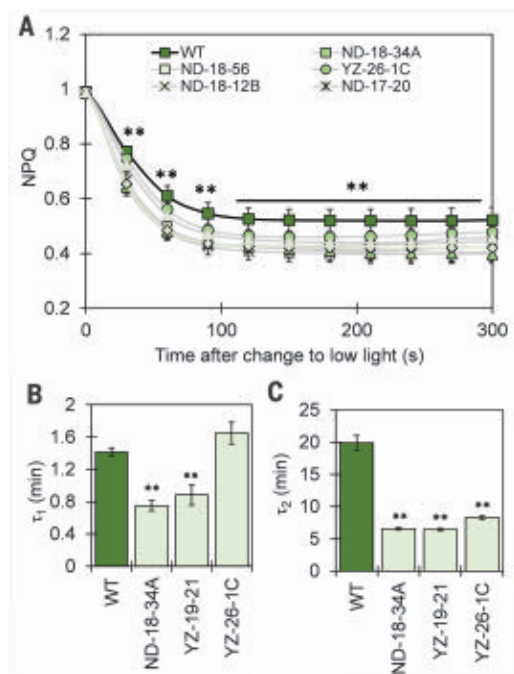 A
WT
ND-18-34A
ND-18-56
YZ-26-1C
ND-18-12B
ND-17-20
1.2
1
0.8
0.6
0.4
0.2
NPQ
**
**
**
**
0
100
200
300
Time after change to low light (s)
B
2
1.6
1.2
0.8
0.4
0
τ1 (min)
**
**
WT
ND-18-34A
YZ-19-21
YZ-26-1C
C
25
20
15
10
5
0
τ2 (min)
**
**
**
WT
ND-18-34A
YZ-19-21
YZ-26-1C